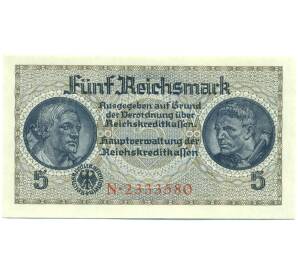 Fünf Reichsmark
Ausgegeben auf Grund
der Verordnung über
Reichskreditkassen.
Hauptverwaltung der
Reichskreditkassen
5 5
N·2333580